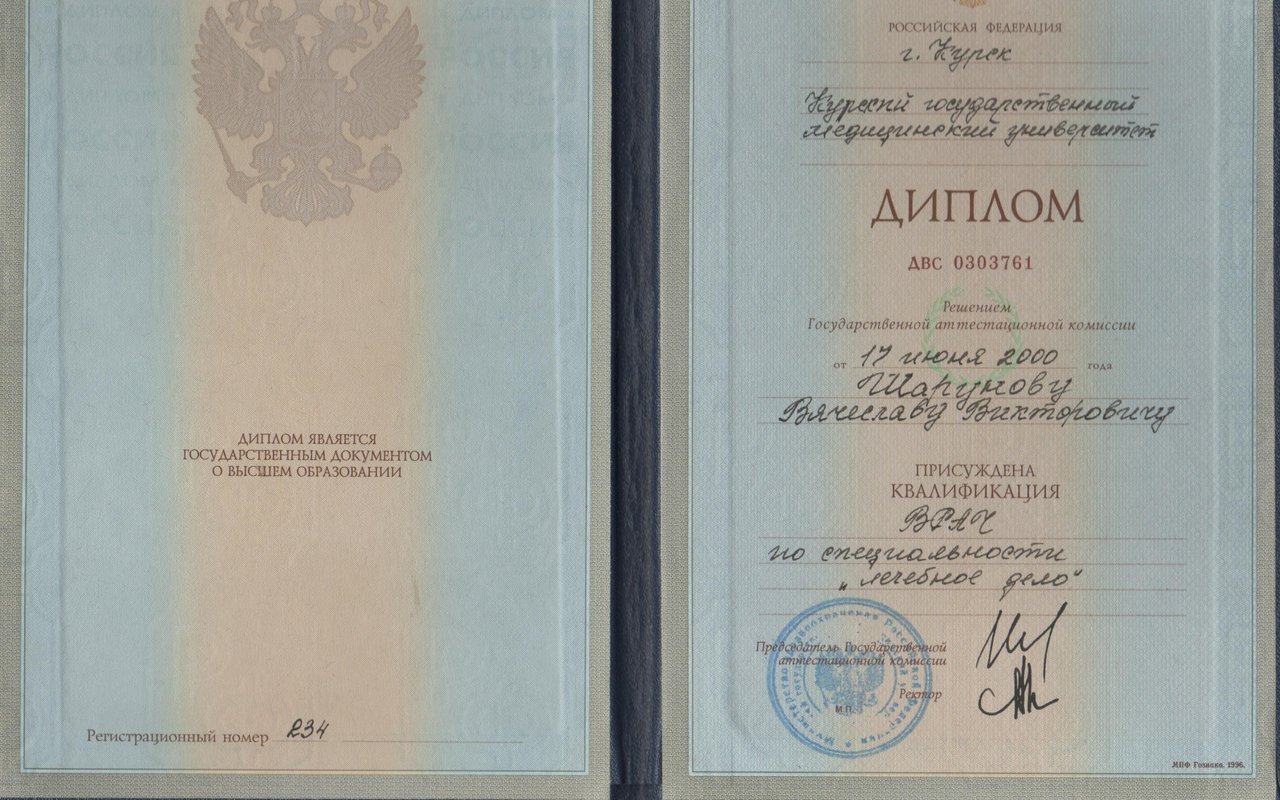 ДИПЛОМ ЯВЛЯЕТСЯ
ГОСУДАРСТВЕННЫМ ДОКУМЕНТОМ
О ВЫСШЕМ ОБРАЗОВАНИИ
Регистрационный номер 234
РОССИЙСКАЯ ФЕДЕРАЦИЯ
г. Курск
Курский государственный
медицинский университет
ДИПЛОМ
ДВС 0303761
Решением
Государственной аттестационной комиссии
от 17 июня 2000 года
Шарунову
Вячеславу Викторовичу
ПРИСУЖДЕНА
КВАЛИФИКАЦИЯ
ВРАЧ
по специальности
„лечебное дело“
Председатель Государственной
аттестационной комиссии
Ректор
М.П.
МПФ Гознака. 1996.